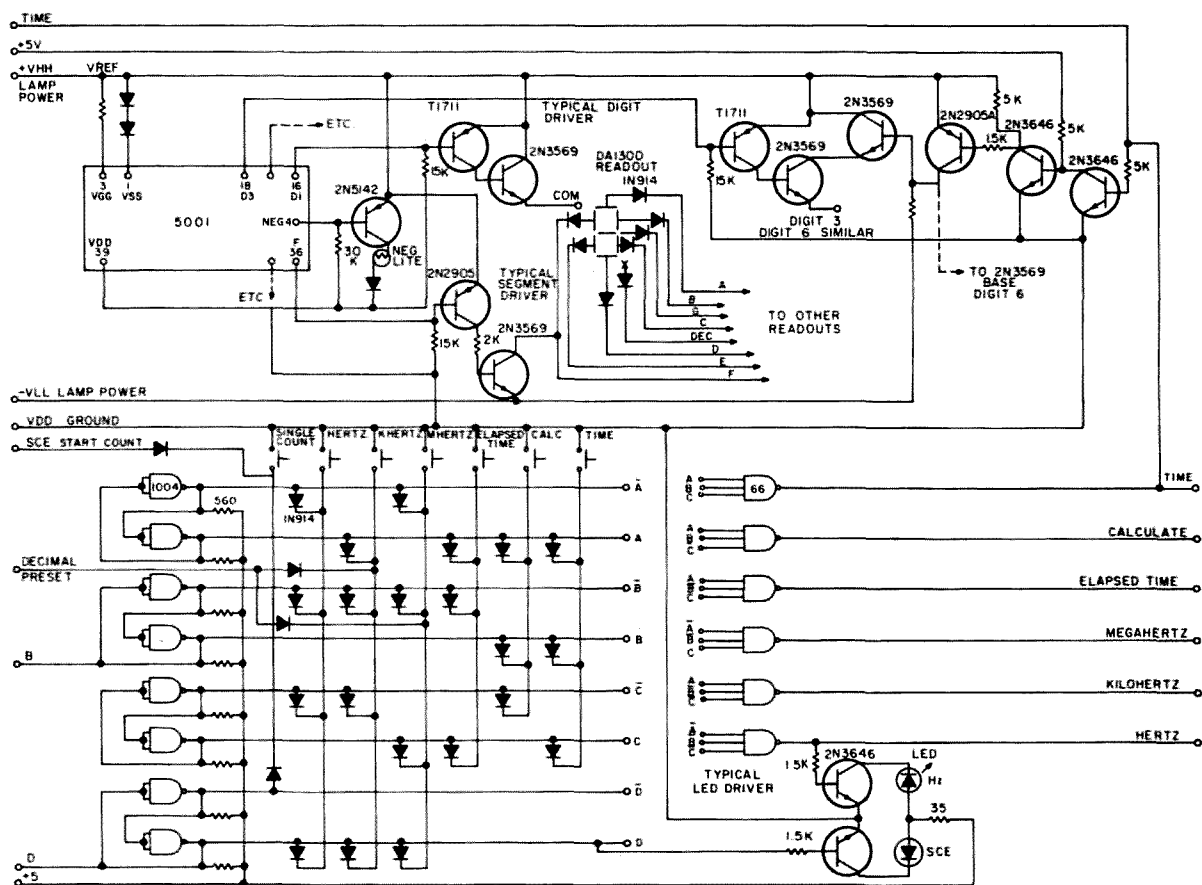 TIME
+5V
+VHH
LAMP
POWER
VREF
T1711
TYPICAL DIGIT
DRIVER
2N3569
ETC.
15K
3
VGG
1
VSS
18
D3
16
D1
5001
NEG4
VDD
39
F
36
ETC
2N5142
30
K
NEG
LITE
2N2905
TYPICAL
SEGMENT
DRIVER
2N3569
15K
2K
COM
DA1300
READOUT
1N914
A
B
G
C
DEC
D
E
F
TO OTHER
READOUTS
T1711
2N3569
2N3569
15K
DIGIT 3
DIGIT 6 SIMILAR
2N2905A
15K
5K
2N3646
5K
2N3646
5K
TO 2N3569
BASE
DIGIT 6
-VLL LAMP POWER
VDD GROUND
SCE START COUNT
SINGLE
COUNT
HERTZ
KHERTZ
MHERTZ
ELAPSED
TIME
CALC
TIME
1004
560
1N914
A̅
A
DECIMAL
PRESET
B̅
B
B
C̅
C
D̅
D
D
+5
66
TIME
CALCULATE
ELAPSED TIME
MEGAHERTZ
KILOHERTZ
HERTZ
1.5K
2N3646
TYPICAL
LED DRIVER
1.5K
LED
Hz
35
SCE